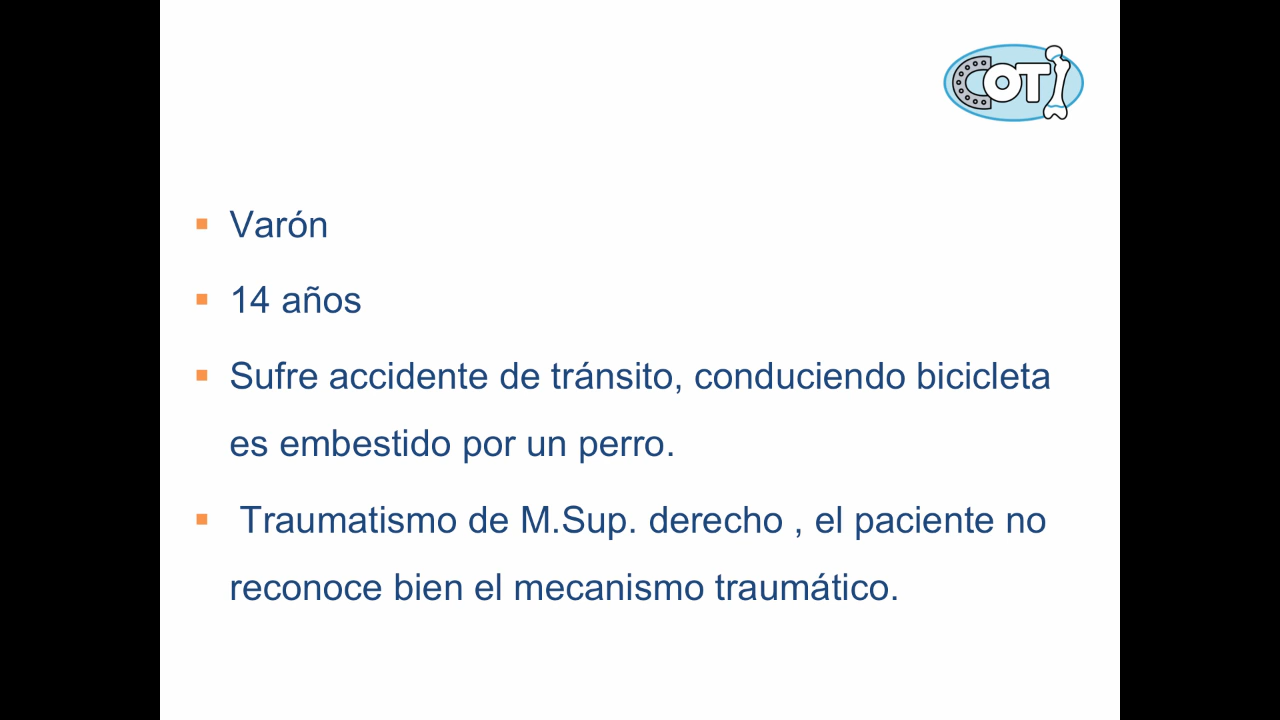 COTI
Varón
14 años
Sufre accidente de tránsito, conduciendo bicicleta
es embestido por un perro.
Traumatismo de M.Sup. derecho , el paciente no
reconoce bien el mecanismo traumático.